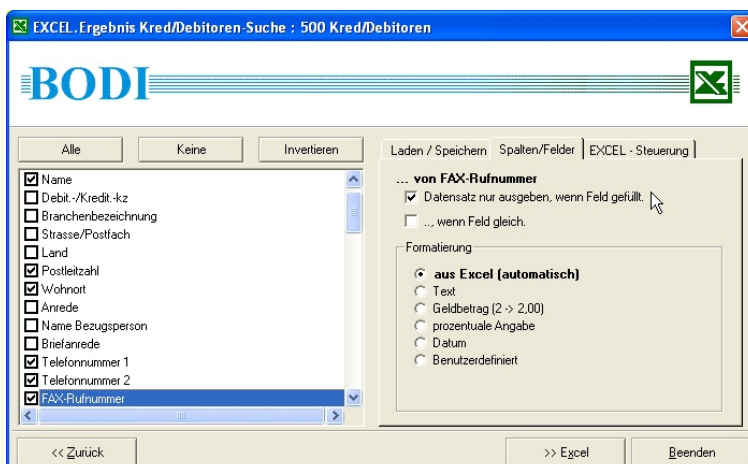 EXCEL.Ergebnis Kred/Debitoren-Suche : 500 Kred/Debitoren
BODI
Alle Keine Invertieren
Name
Debit.-/Kredit.-kz
Branchenbezeichnung
Strasse/Postfach
Land
Postleitzahl
Wohnort
Anrede
Name Bezugsperson
Briefanrede
Telefonnummer 1
Telefonnummer 2
FAX-Rufnummer
Laden / Speichern Spalten/Felder EXCEL - Steuerung
... von FAX-Rufnummer
Datensatz nur ausgeben, wenn Feld gefüllt.
.., wenn Feld gleich.
Formatierung
aus Excel (automatisch)
Text
Geldbetrag (2 -> 2,00)
prozentuale Angabe
Datum
Benutzerdefiniert
<< Zurück >> Excel Beenden